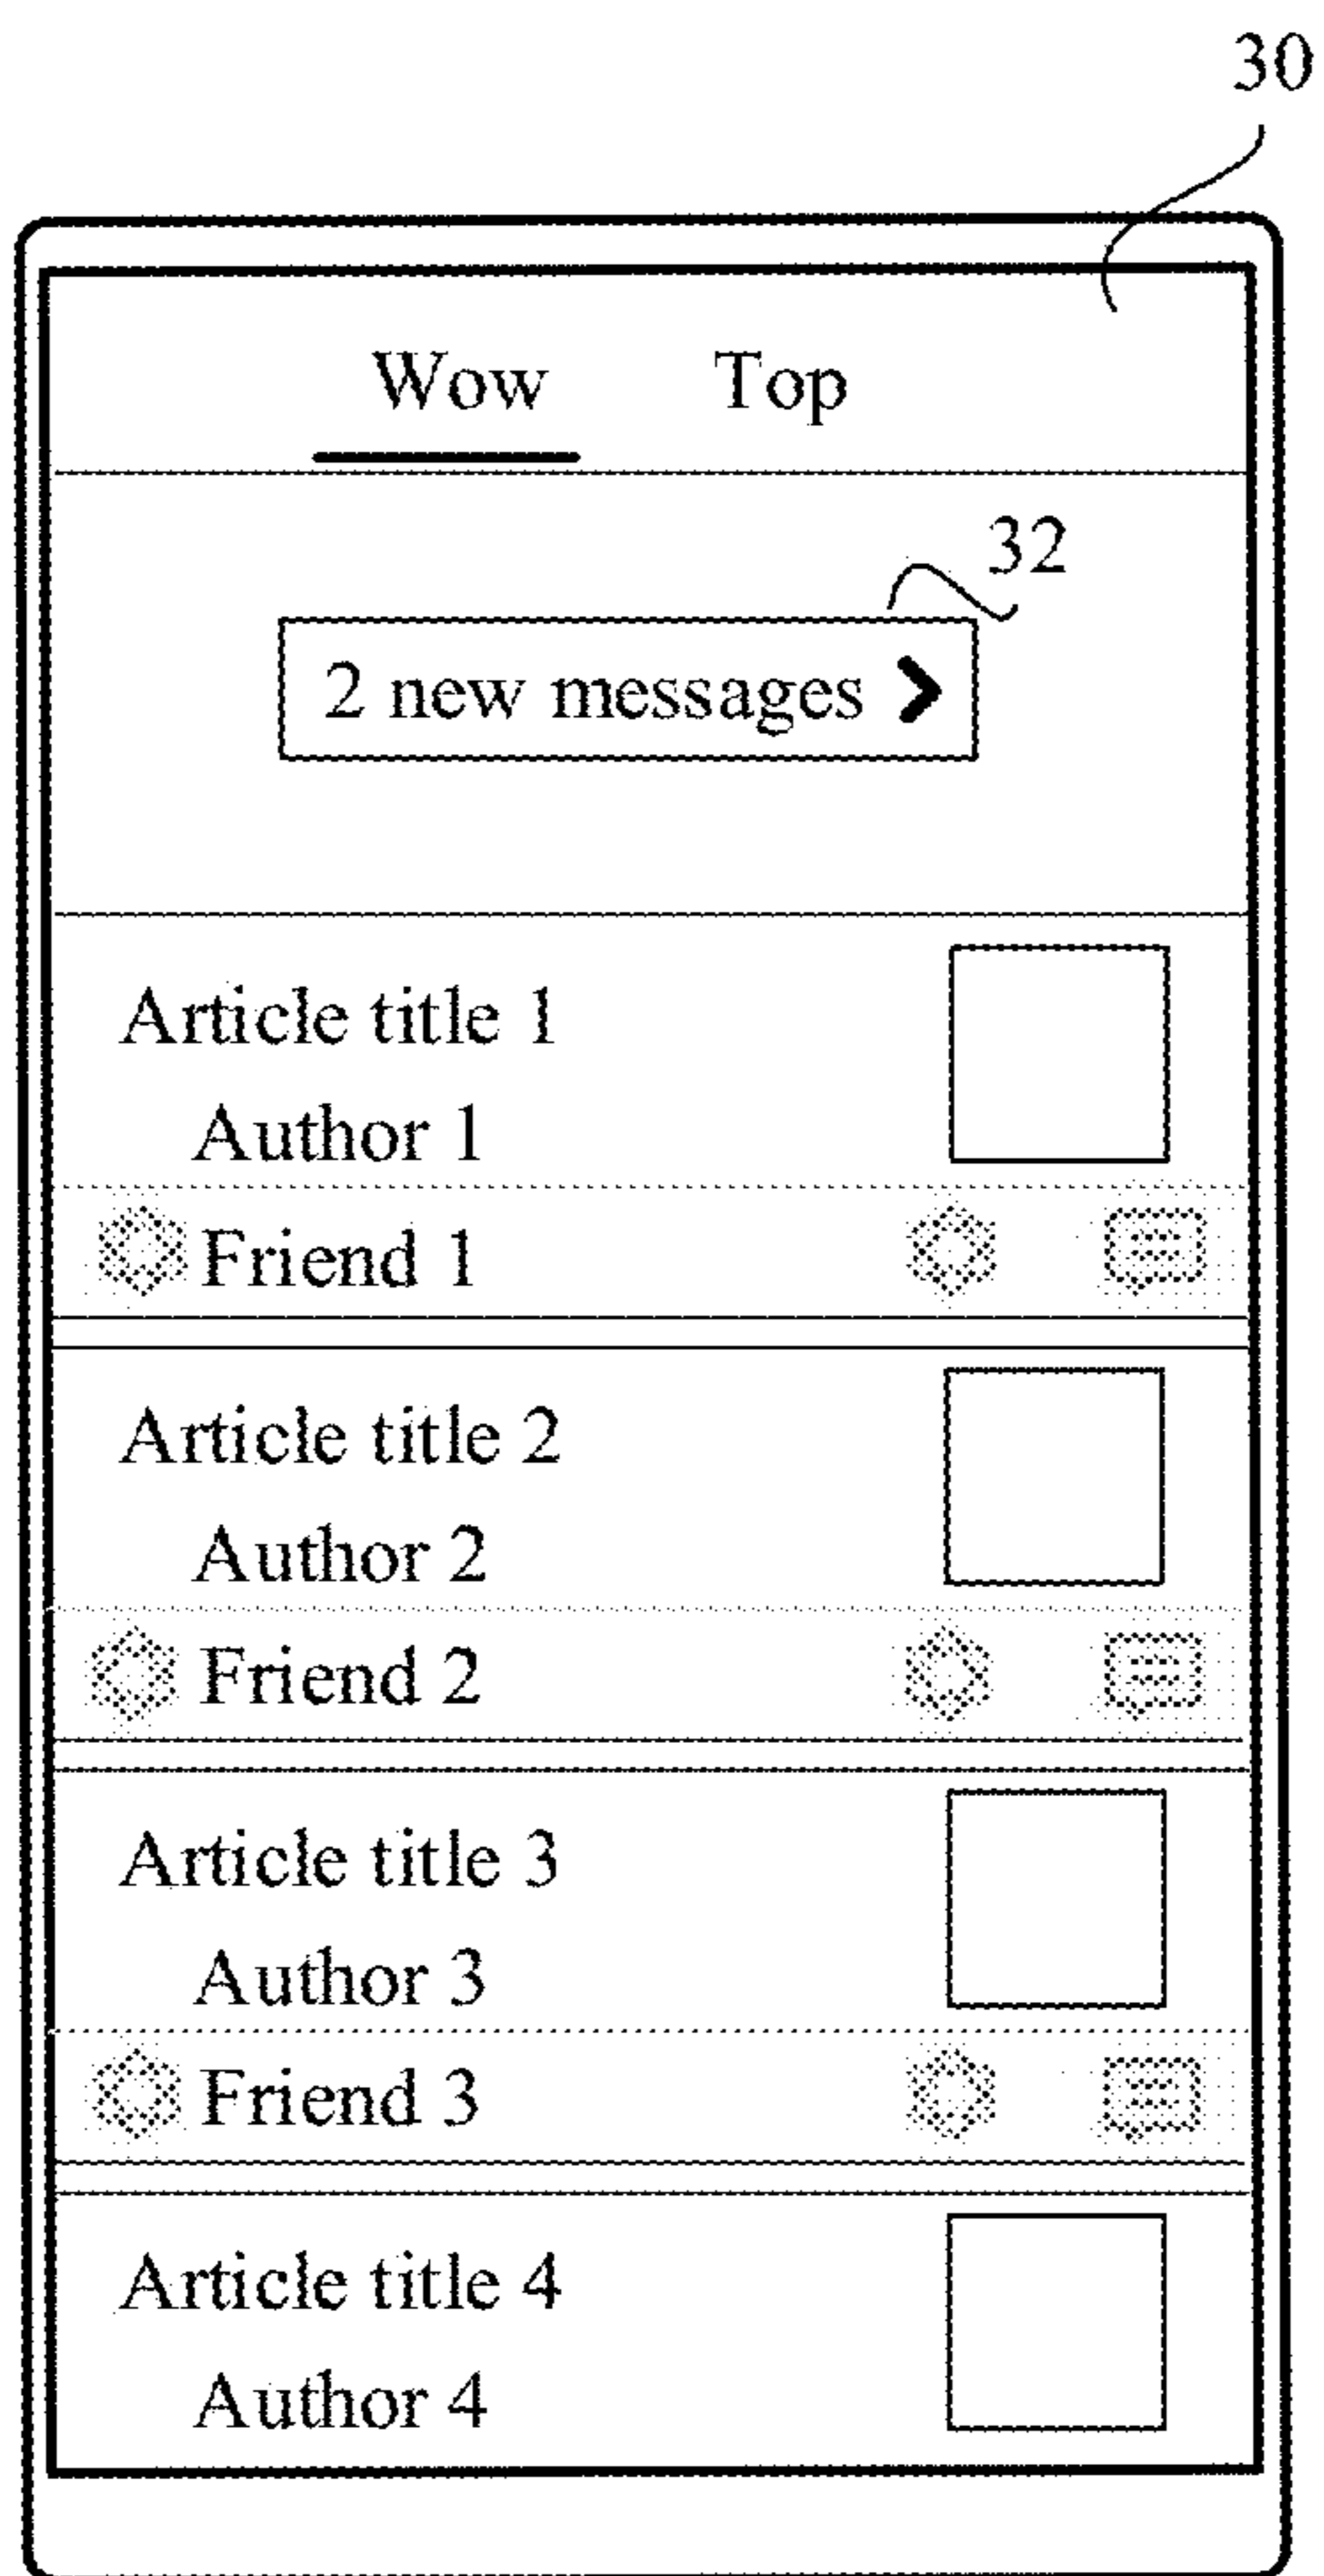 30
Wow Top
32
2 new messages
Article title 1
Author 1
Friend 1
Article title 2
Author 2
Friend 2
Article title 3
Author 3
Friend 3
Article title 4
Author 4